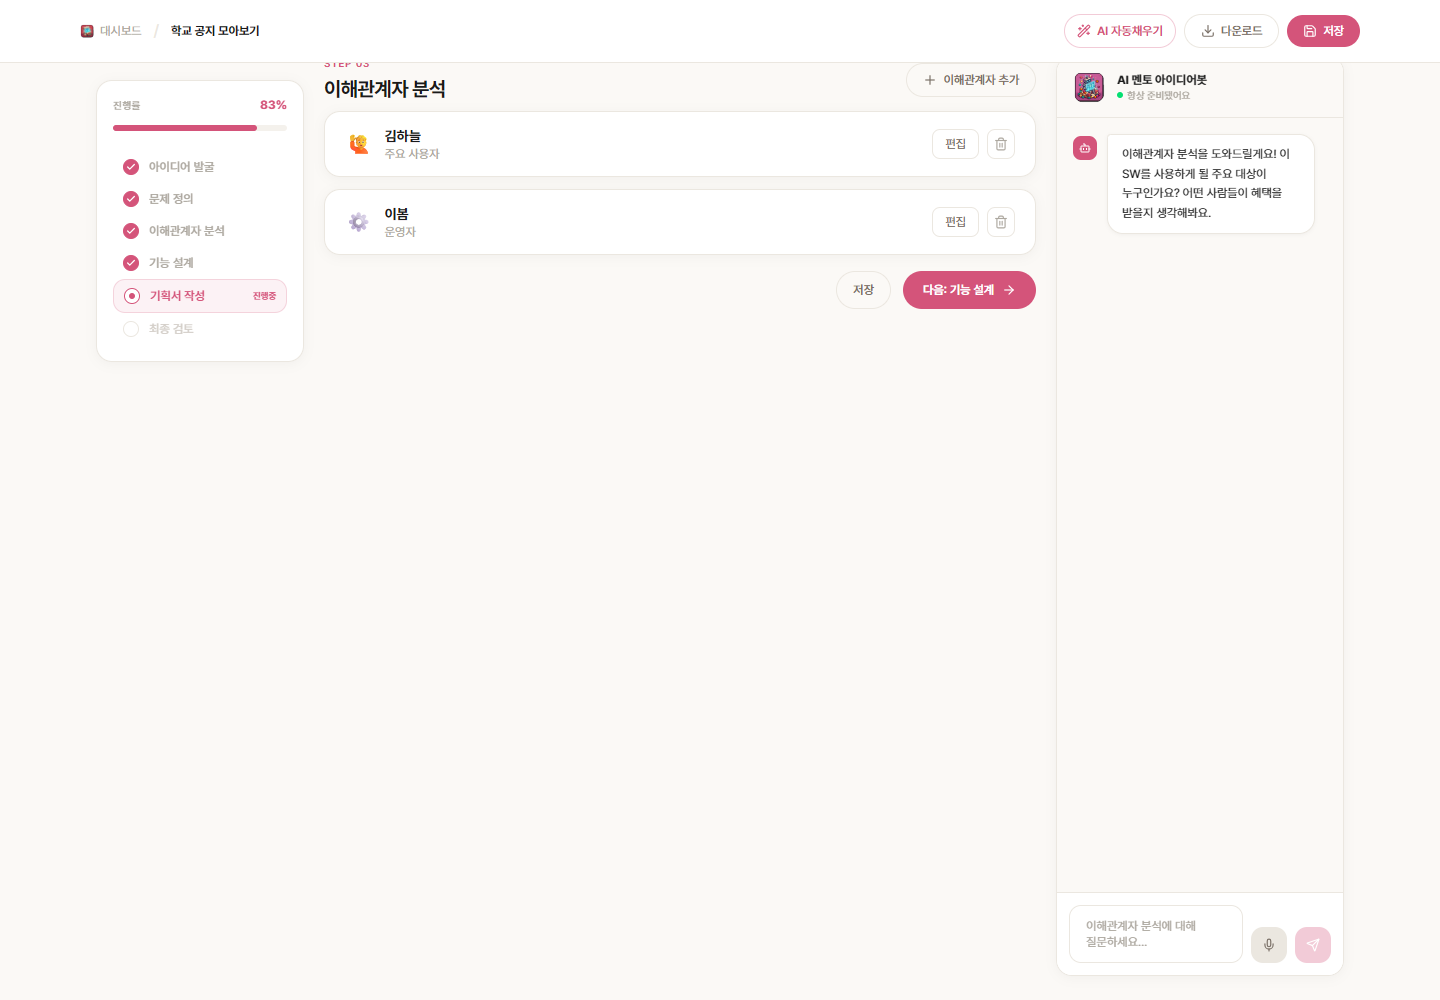 대시보드 / 학교 공지 모아보기
AI 자동채우기
다운로드
저장
진행률
83%
아이디어 발굴
문제 정의
이해관계자 분석
기능 설계
기획서 작성
진행중
최종 검토
STEP 03
이해관계자 분석
이해관계자 추가
김하늘
주요 사용자
편집
이봄
운영자
편집
저장
다음: 기능 설계
AI 멘토 아이디어봇
항상 준비됐어요
이해관계자 분석을 도와드릴게요! 이
SW를 사용하게 될 주요 대상이
누구인가요? 어떤 사람들이 혜택을
받을지 생각해봐요.
이해관계자 분석에 대해
질문하세요...